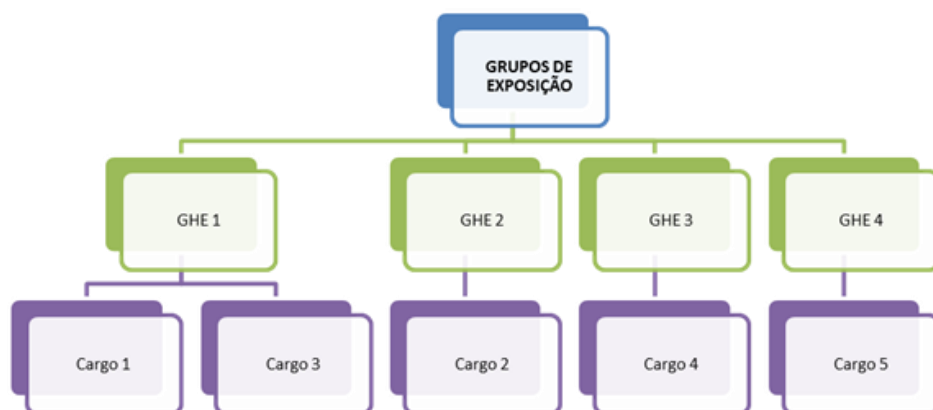 GRUPOS DE
EXPOSIÇÃO
GHE 1
GHE 2
GHE 3
GHE 4
Cargo 1
Cargo 3
Cargo 2
Cargo 4
Cargo 5